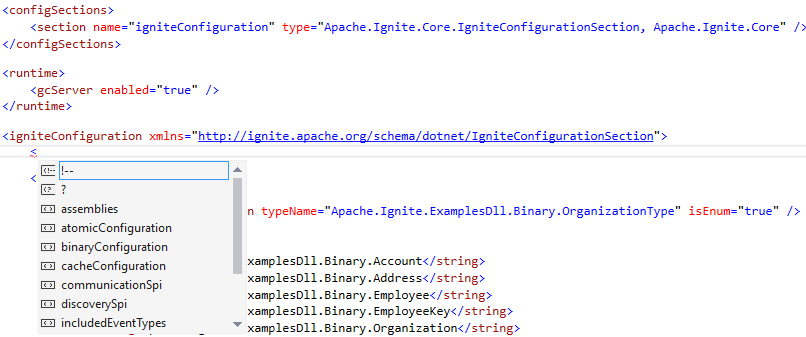 <configSections>
<section name="igniteConfiguration" type="Apache.Ignite.Core.IgniteConfigurationSection, Apache.Ignite.Core" />
</configSections>
<runtime>
<gcServer enabled="true" />
</runtime>
<igniteConfiguration xmlns="http://ignite.apache.org/schema/dotnet/IgniteConfigurationSection">
<
<!-- !--
<
<? ?
<> assemblies
n typeName="Apache.Ignite.ExamplesDll.Binary.OrganizationType" isEnum="true" />
<> atomicConfiguration
<> binaryConfiguration
xamplesDll.Binary.Account</string>
<> cacheConfiguration
xamplesDll.Binary.Address</string>
<> communicationSpi
xamplesDll.Binary.Employee</string>
<> discoverySpi
xamplesDll.Binary.EmployeeKey</string>
<> includedEventTypes
xamplesDll.Binary.Organization</string>